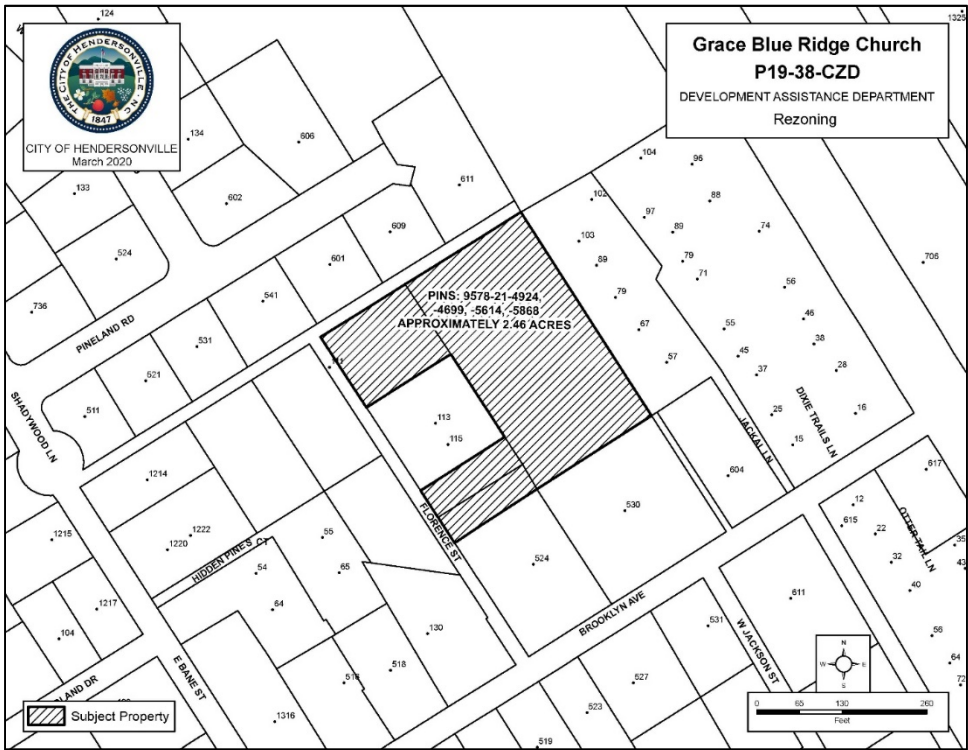 124
1325
THE CITY OF HENDERSONVILLE, N.C.
1847
CITY OF HENDERSONVILLE
March 2020
Grace Blue Ridge Church
P19-38-CZD
DEVELOPMENT ASSISTANCE DEPARTMENT
Rezoning
134
606
133
602
611
104
96
102
88
524
609
97
89
74
103
601
89
79
71
56
706
736
541
79
PINS: 9578-21-4924,
-4699, -5614, -5868
APPROXIMATELY 2.46 ACRES
PINELAND RD
531
67
55
46
38
521
57
45
37
28
511
SHADYWOOD LN
113
115
25
16
15
DIXIE TRAILS LN
JACKAL LN
1214
604
617
FLORENCE ST
530
12
615
22
OTTER TAIL LN
1215
1222
1220
HIDDEN PINES CT
55
35
54
65
524
32
43
40
1217
64
611
BROOKLYN AVE
104
130
531
56
W JACKSON ST
518
64
516
527
72
E BANE ST
523
1316
519
N
W
E
S
Subject Property
0 65 130 260
Feet